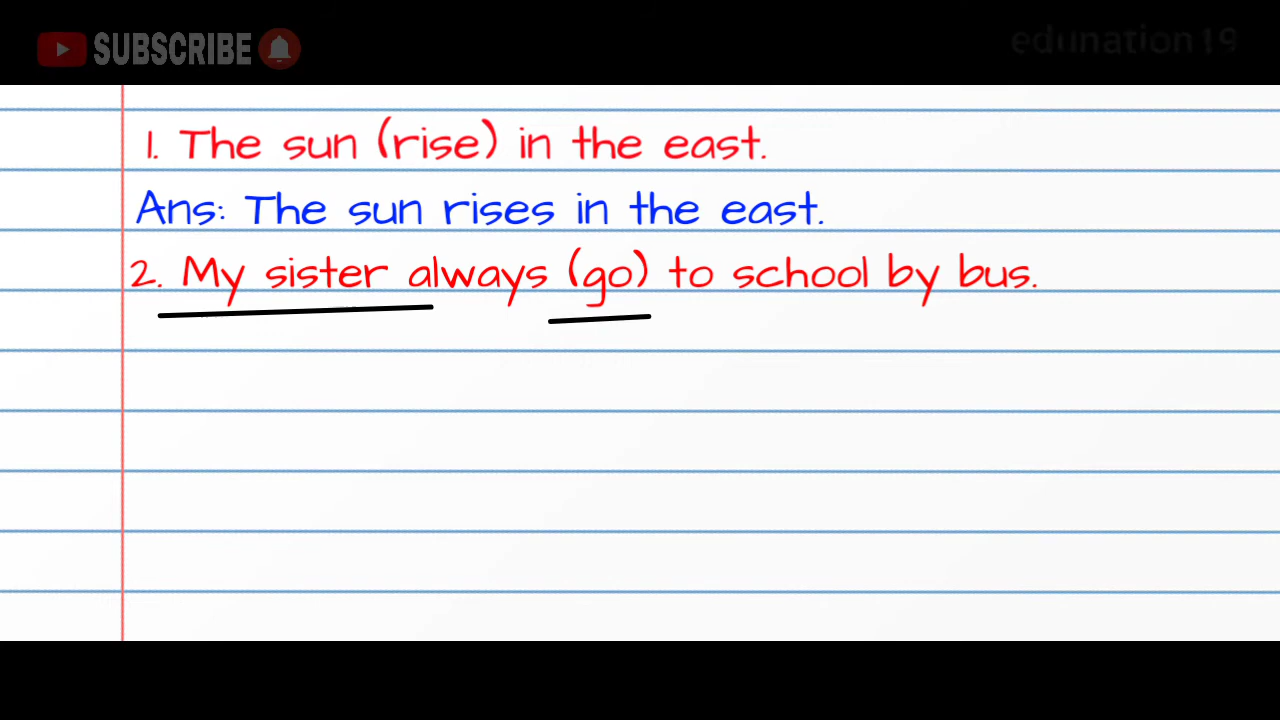 SUBSCRIBE
edunation19
1. The sun (rise) in the east.
Ans: The sun rises in the east.
2. My sister always (go) to school by bus.